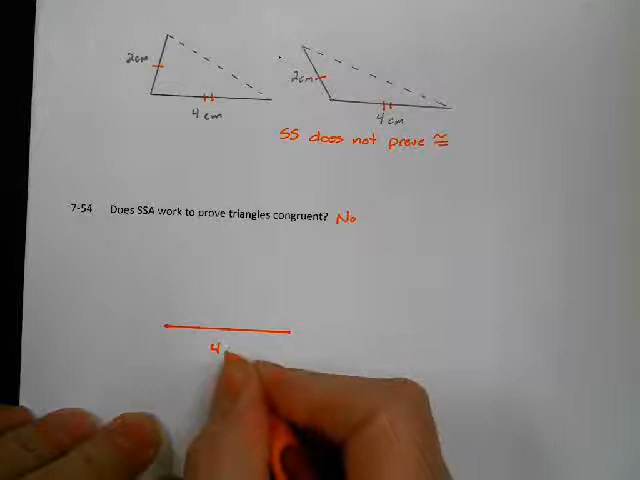 2cm
4 cm
2cm
4 cm
SS does not prove ≅
7-54 Does SSA work to prove triangles congruent? No
4